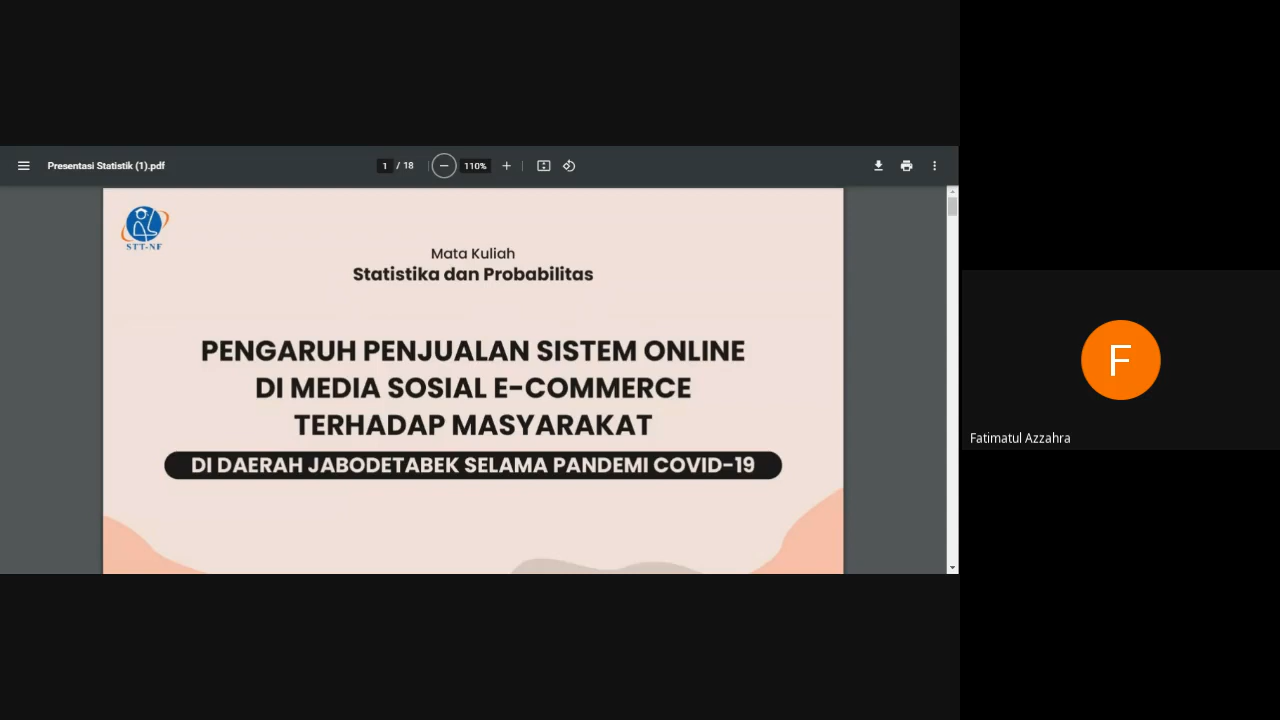 Presentasi Statistik (1).pdf
1 / 18
110%
STT-NF
Mata Kuliah
Statistika dan Probabilitas
PENGARUH PENJUALAN SISTEM ONLINE
DI MEDIA SOSIAL E-COMMERCE
TERHADAP MASYARAKAT
DI DAERAH JABODETABEK SELAMA PANDEMI COVID-19
F
Fatimatul Azzahra